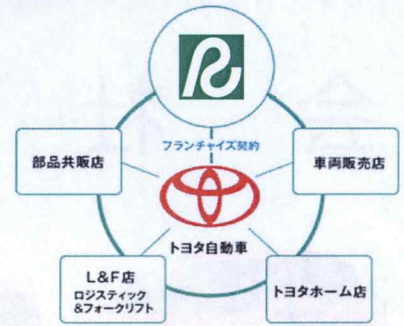 フランチャイズ契約
部品共販店
車両販売店
トヨタ自動車
L&F店
ロジスティック
&フォークリフト
トヨタホーム店